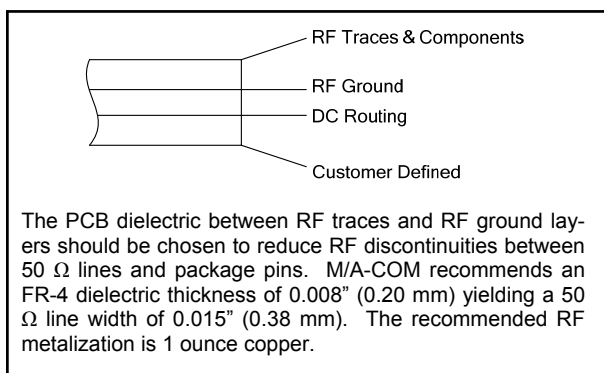 RF Traces & Components
RF Ground
DC Routing
Customer Defined
The PCB dielectric between RF traces and RF ground lay-
ers should be chosen to reduce RF discontinuities between
50 Ω lines and package pins.  M/A-COM recommends an
FR-4 dielectric thickness of 0.008” (0.20 mm) yielding a 50
Ω line width of 0.015” (0.38 mm).  The recommended RF
metalization is 1 ounce copper.